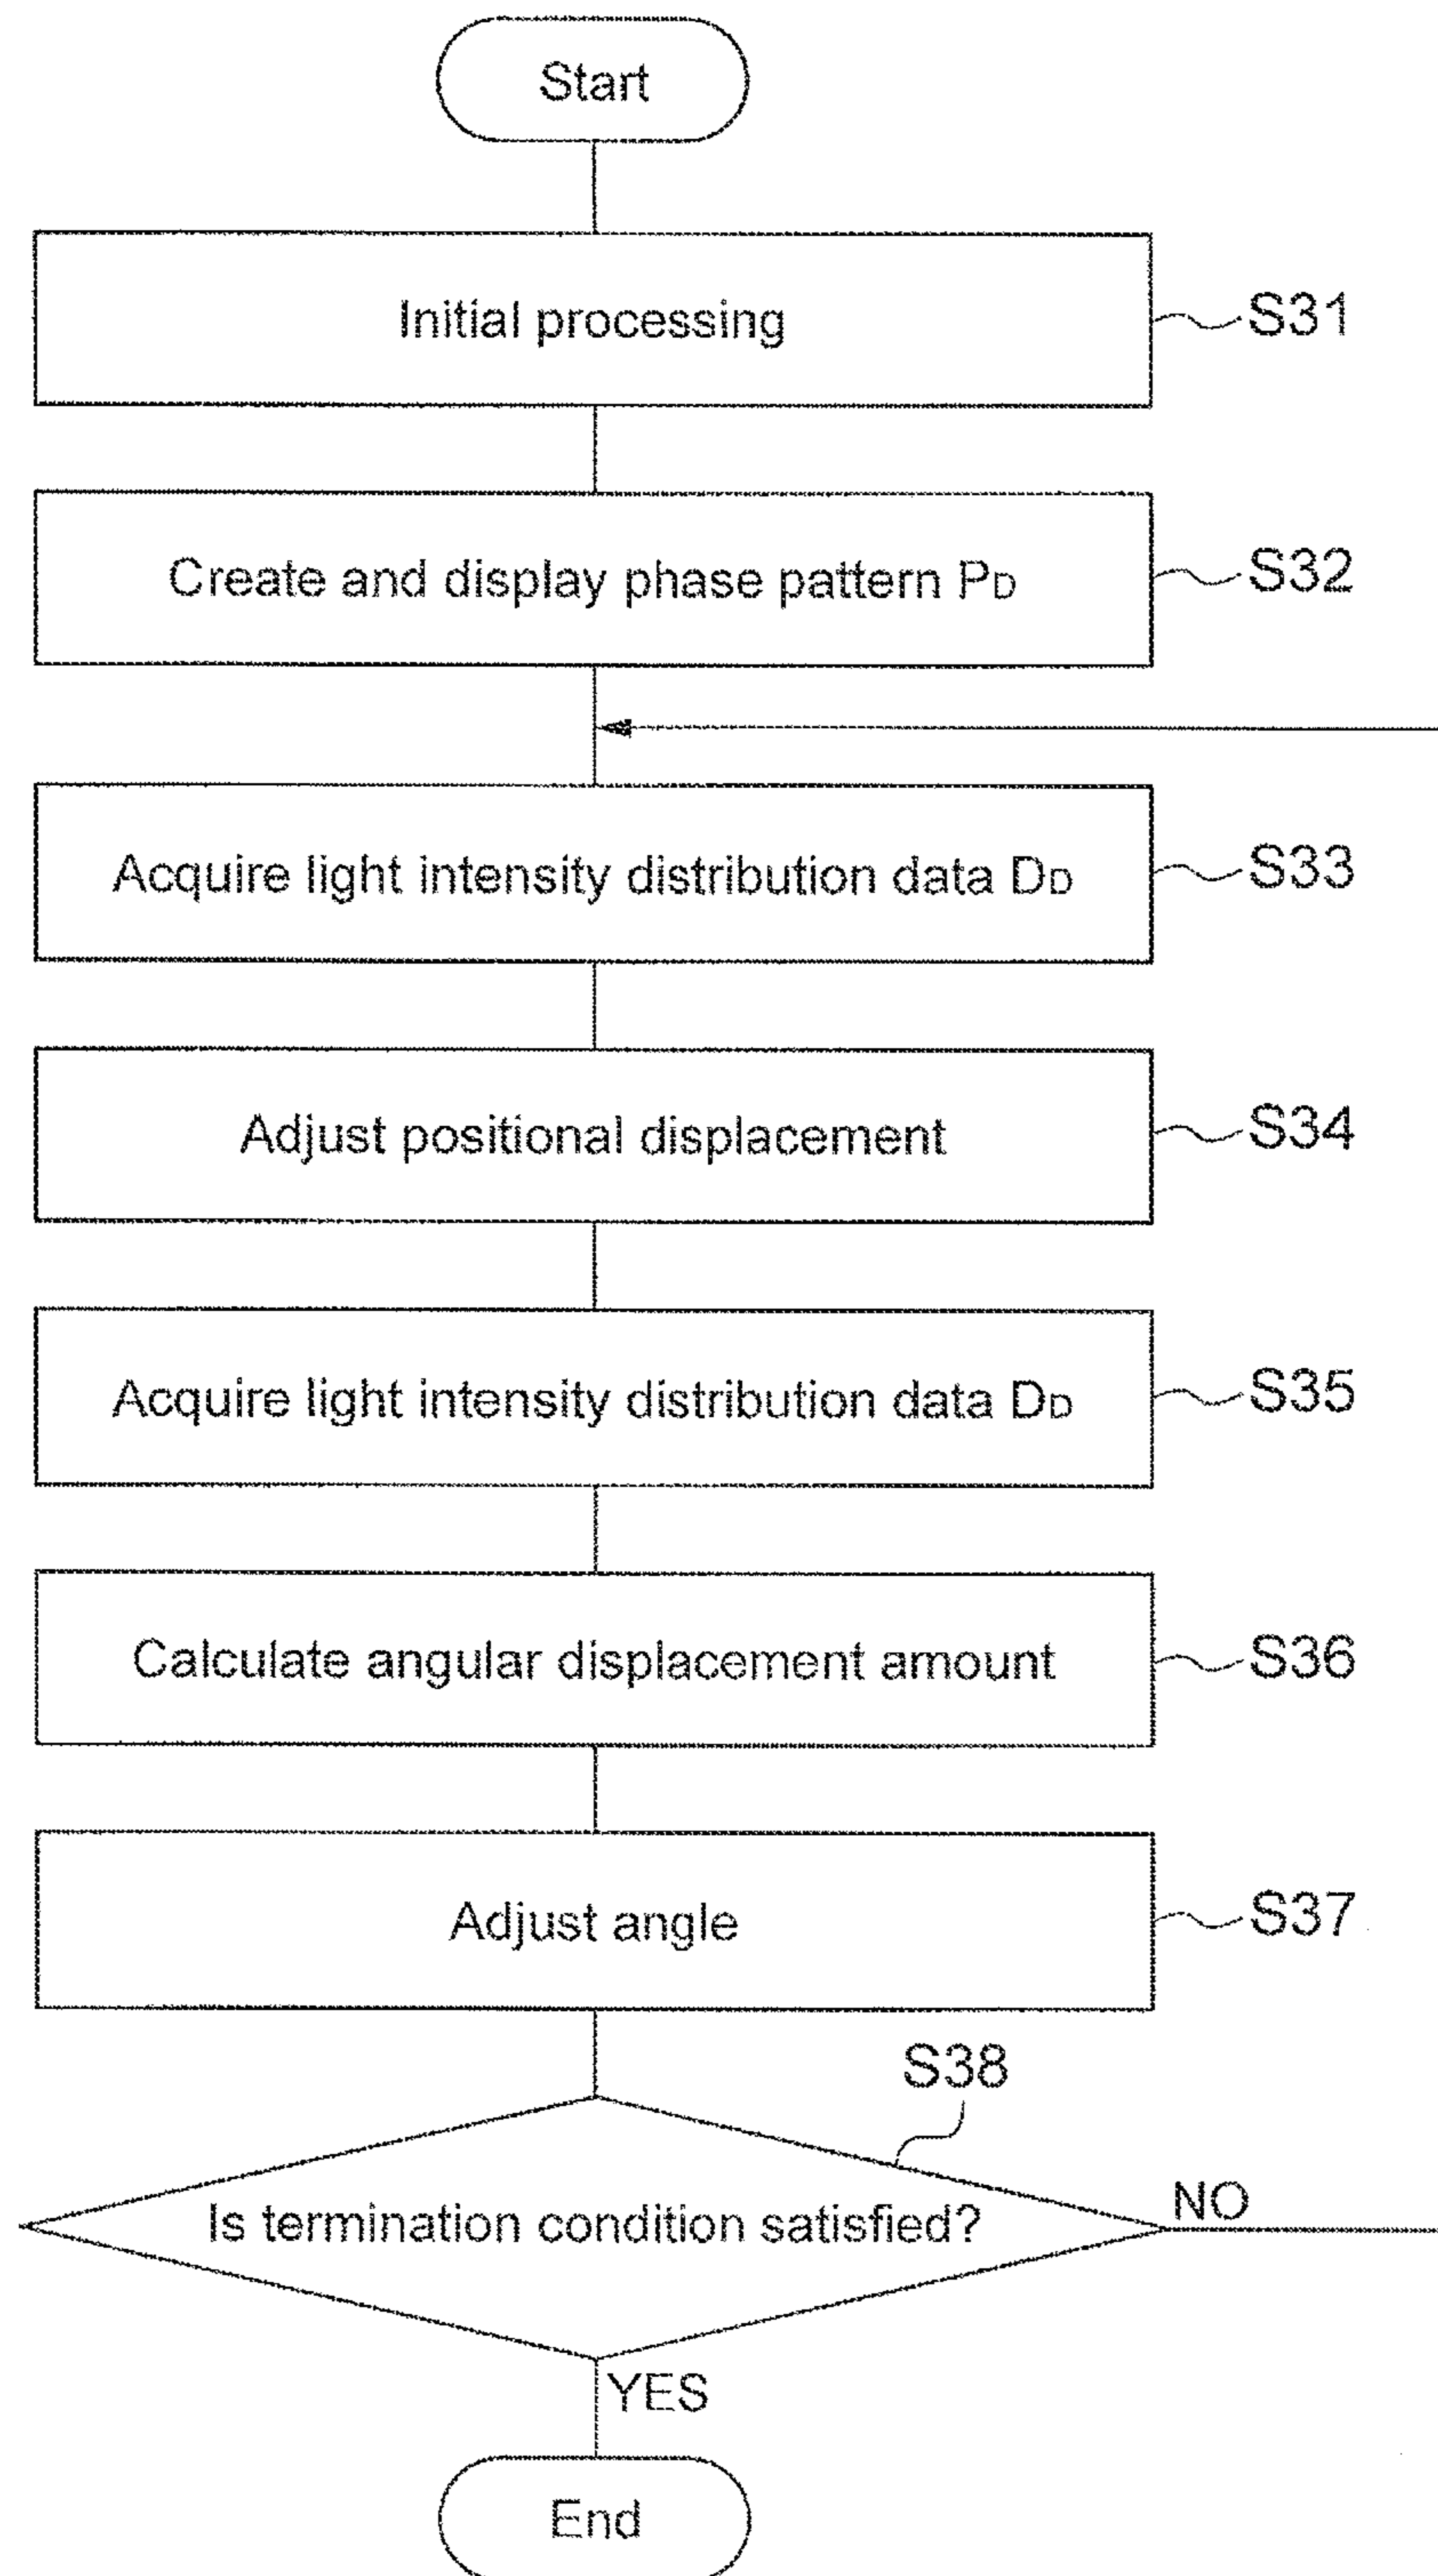 Start
Initial processing
S31
Create and display phase pattern PD
S32
Acquire light intensity distribution data DD
S33
Adjust positional displacement
S34
Acquire light intensity distribution data DD
S35
Calculate angular displacement amount
S36
Adjust angle
S37
S38
Is termination condition satisfied?
NO
YES
End